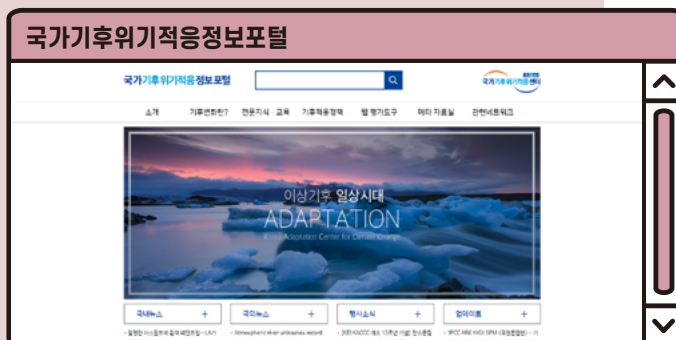 국가기후위기적응정보포털
국가기후위기적응정보포털
국가기후위기적응센터
소개 기후변화란? 전문지식·교육 기후적응정책 웹 평가도구 메타 자료실 관련네트워크
이상기후 일상시대
ADAPTATION
Korea Adaptation Center for Climate Change
국내뉴스 + 국외뉴스 + 행사소식 + 업데이트 +
Atmospheric river unleashes record